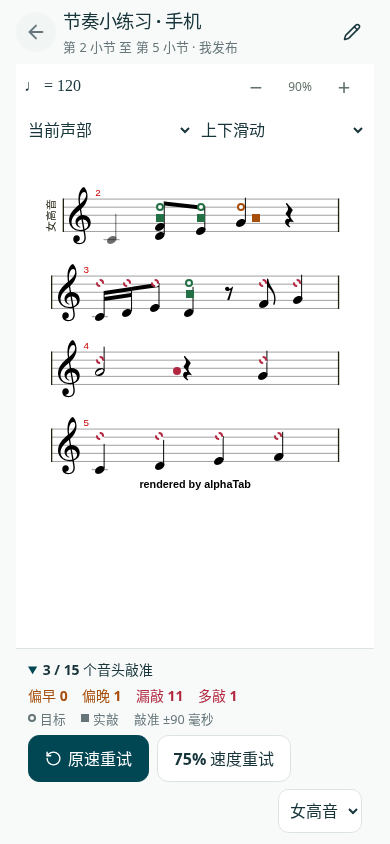 节奏小练习 · 手机
第 2 小节 至 第 5 小节 · 我发布
♩ = 120
− 90% +
当前声部 上下滑动
女高音
2
3
4
5
rendered by alphaTab
▼ 3 / 15 个音头敲准
偏早 0 偏晚 1 漏敲 11 多敲 1
目标 实敲 敲准 ±90 毫秒
原速重试 75% 速度重试
女高音